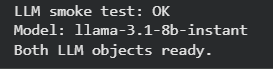 LLM smoke test: OK
Model: llama-3.1-8b-instant
Both LLM objects ready.